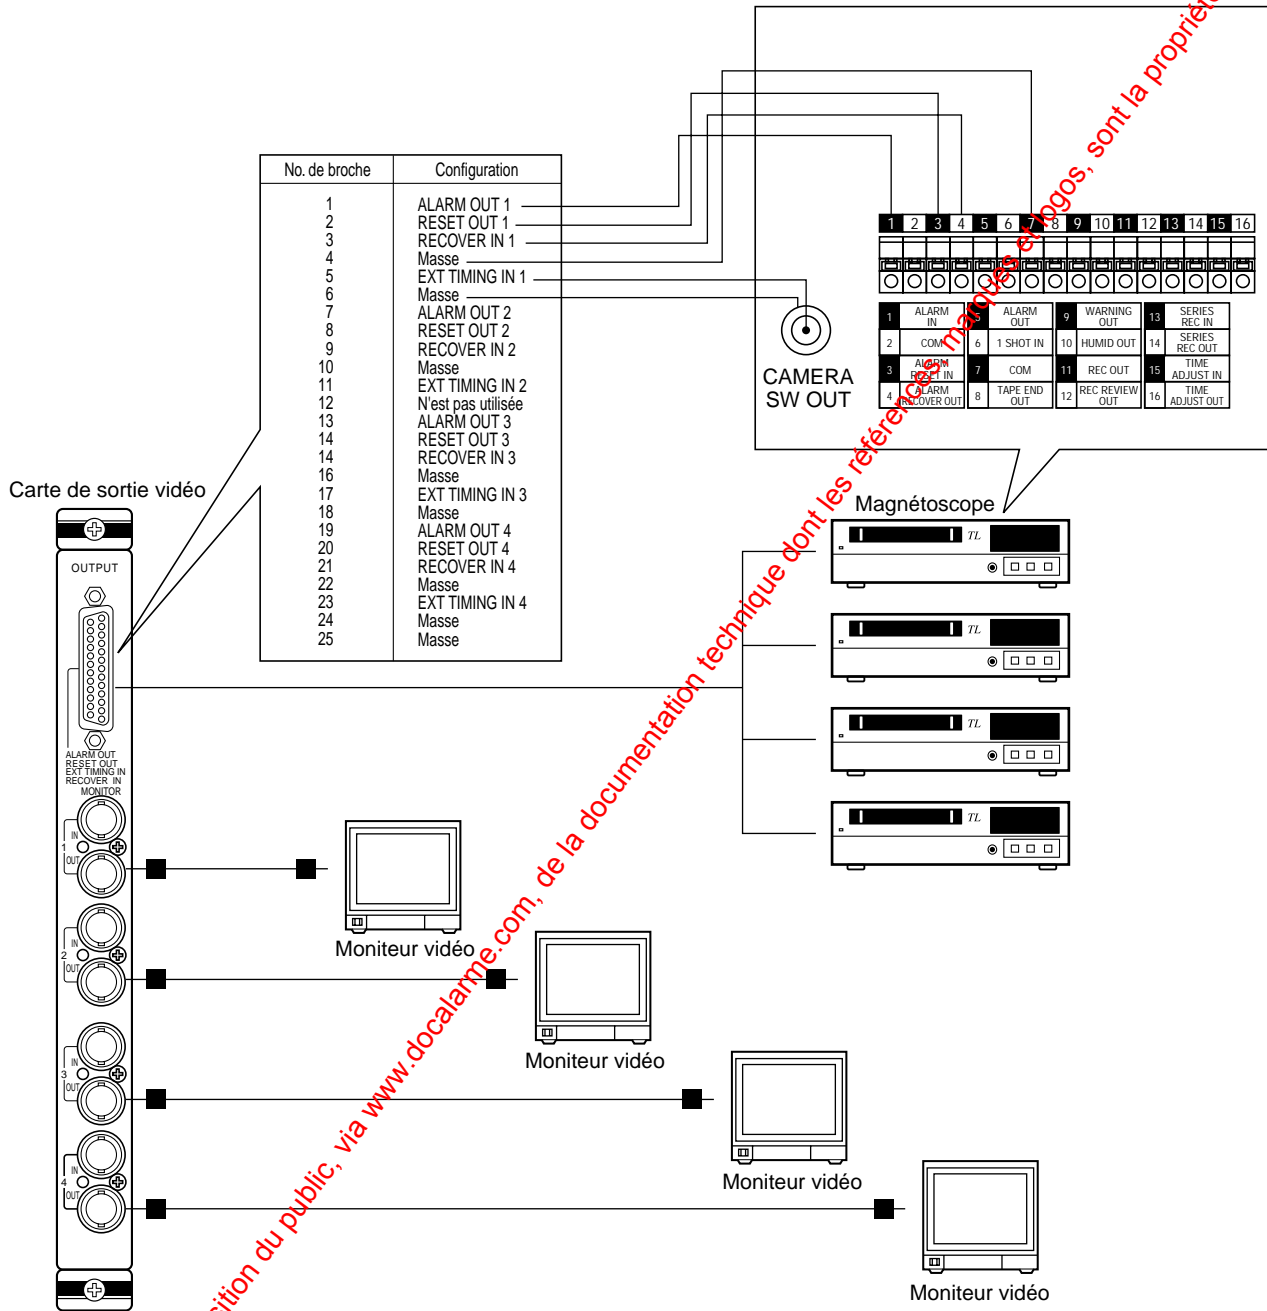 No. de broche Configuration
1 ALARM OUT 1
2 RESET OUT 1
3 RECOVER IN 1
4 Masse
5 EXT TIMING IN 1
6 Masse
7 ALARM OUT 2
8 RESET OUT 2
9 RECOVER IN 2
10 Masse
11 EXT TIMING IN 2
12 N'est pas utilisée
13 ALARM OUT 3
14 RESET OUT 3
14 RECOVER IN 3
16 Masse
17 EXT TIMING IN 3
18 Masse
19 ALARM OUT 4
20 RESET OUT 4
21 RECOVER IN 4
22 Masse
23 EXT TIMING IN 4
24 Masse
25 Masse
1 2 3 4 5 6 7 8 9 10 11 12 13 14 15 16
1 ALARM IN 5 ALARM OUT 9 WARNING OUT 13 SERIES REC IN
2 COM 6 1 SHOT IN 10 HUMID OUT 14 SERIES REC OUT
3 ALARM RESET IN 7 COM 11 REC OUT 15 TIME ADJUST IN
4 ALARM RECOVER OUT 8 TAPE END OUT 12 REC REVIEW OUT 16 TIME ADJUST OUT
CAMERA
SW OUT
Carte de sortie vidéo
Magnétoscope
TL
TL
TL
TL
OUTPUT
ALARM OUT
RESET OUT
EXT TIMING IN
RECOVER IN
MONITOR
IN
1
OUT
IN
2
OUT
IN
3
OUT
IN
4
OUT
Moniteur vidéo
Moniteur vidéo
Moniteur vidéo
Moniteur vidéo
sition du public, via www.docalarme.com, de la documentation technique dont les références, marques et logos, sont la propriété